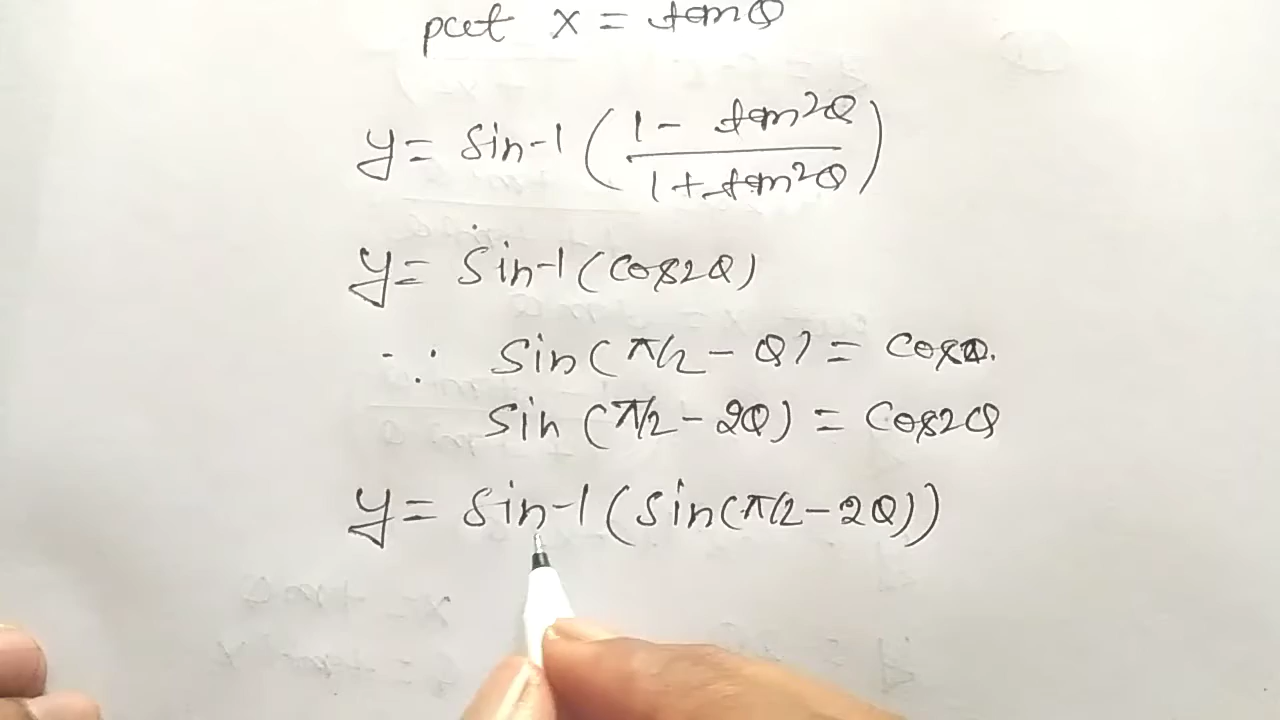 put x = tanθ
y = sin-1 (1 - tan2θ / 1 + tan2θ)
y = sin-1 (cos2θ)
∵ sin(π/2 - θ) = cosθ.
sin (π/2 - 2θ) = cos2θ
y = sin-1 (sin(π/2 - 2θ))